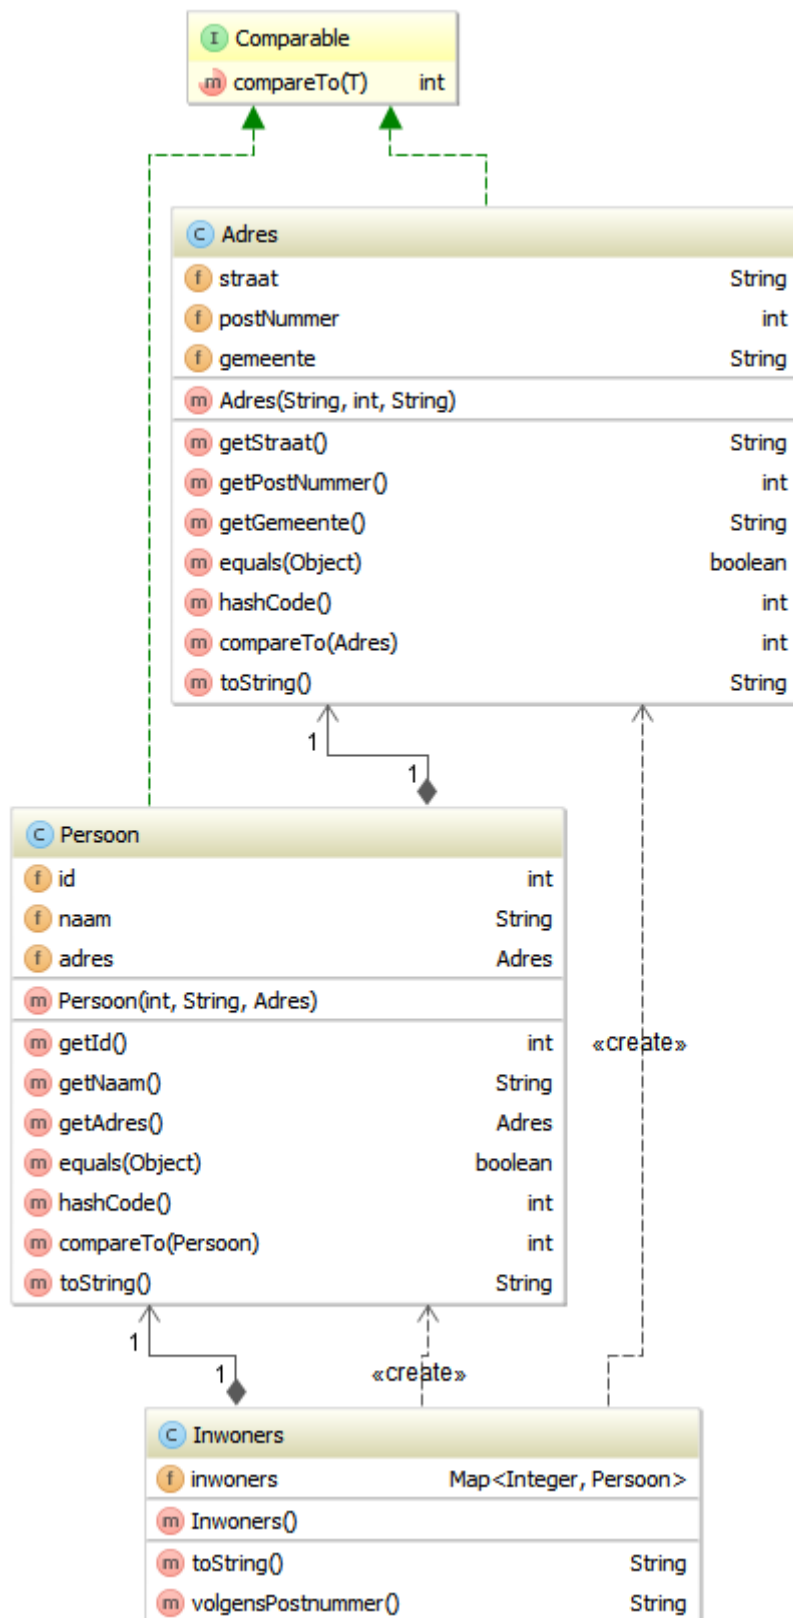 I Comparable
m compareTo(T) int
C Adres
f straat String
f postNummer int
f gemeente String
m Adres(String, int, String)
m getStraat() String
m getPostNummer() int
m getGemeente() String
m equals(Object) boolean
m hashCode() int
m compareTo(Adres) int
m toString() String
1
1
C Persoon
f id int
f naam String
f adres Adres
m Persoon(int, String, Adres)
m getId() int
«create»
m getNaam() String
m getAdres() Adres
m equals(Object) boolean
m hashCode() int
m compareTo(Persoon) int
m toString() String
1
1
«create»
C Inwoners
f inwoners Map<Integer, Persoon>
m Inwoners()
m toString() String
m volgensPostnummer() String